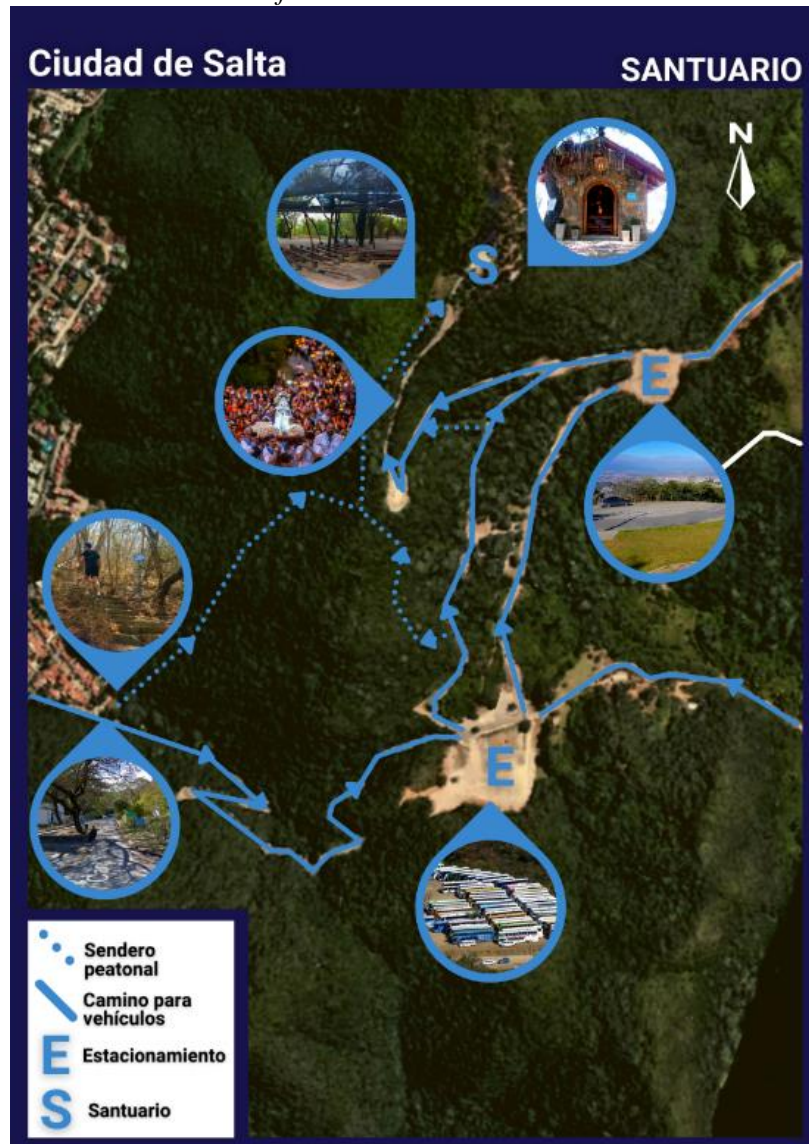 Ciudad de Salta
SANTUARIO
N
S
E
E
Sendero
peatonal
Camino para
vehículos
E Estacionamiento
S Santuario